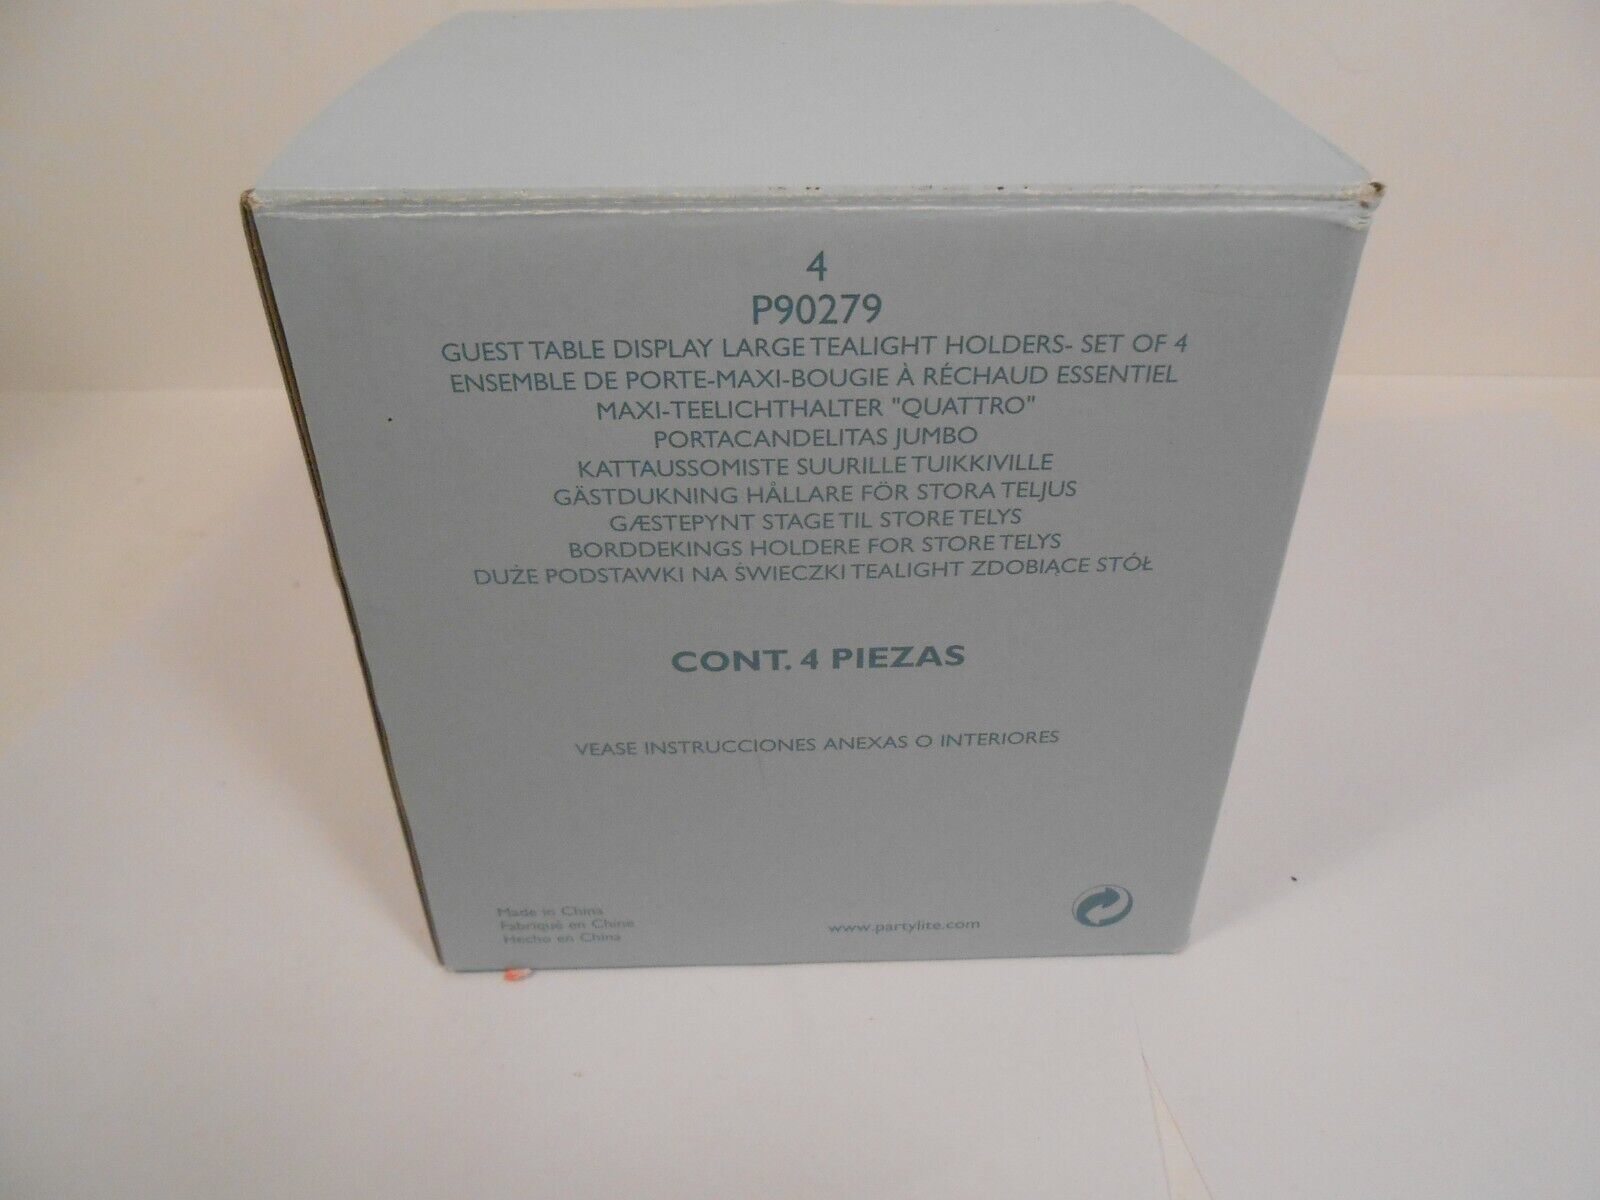 4
P90279
GUEST TABLE DISPLAY LARGE TEALIGHT HOLDERS- SET OF 4
ENSEMBLE DE PORTE-MAXI-BOUGIE À RÉCHAUD ESSENTIEL
MAXI-TEELICHTHALTER "QUATTRO"
PORTACANDELITAS JUMBO
KATTAUSSOMISTE SUURILLE TUIKKIVILLE
GÄSTDUKNING HÅLLARE FÖR STORA TELJUS
GÆSTEPYNT STAGE TIL STORE TELYS
BORDDEKINGS HOLDERE FOR STORE TELYS
DUŻE PODSTAWKI NA ŚWIECZKI TEALIGHT ZDOBIĄCE STÓŁ
CONT. 4 PIEZAS
VEASE INSTRUCCIONES ANEXAS O INTERIORES
Made in China
Fabriqué en Chine
Hecho en China
www.partylite.com